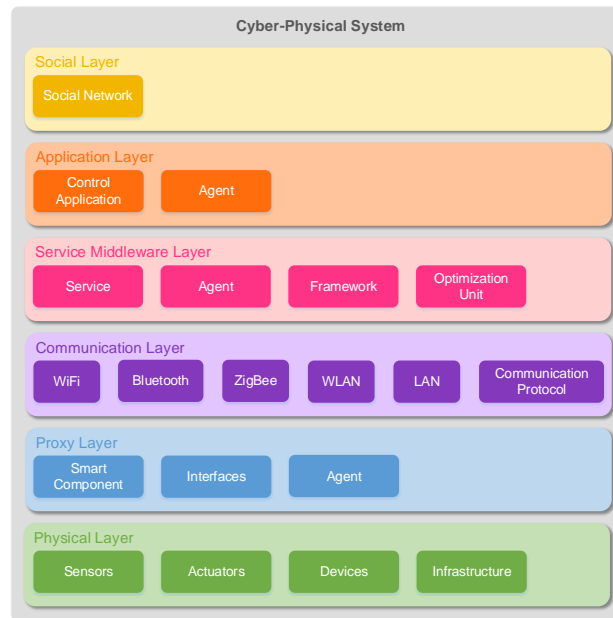 Cyber-Physical System
Social Layer
Social Network
Application Layer
Control
Application
Agent
Service Middleware Layer
Service
Agent
Framework
Optimization
Unit
Communication Layer
WiFi
Bluetooth
ZigBee
WLAN
LAN
Communication
Protocol
Proxy Layer
Smart
Component
Interfaces
Agent
Physical Layer
Sensors
Actuators
Devices
Infrastructure